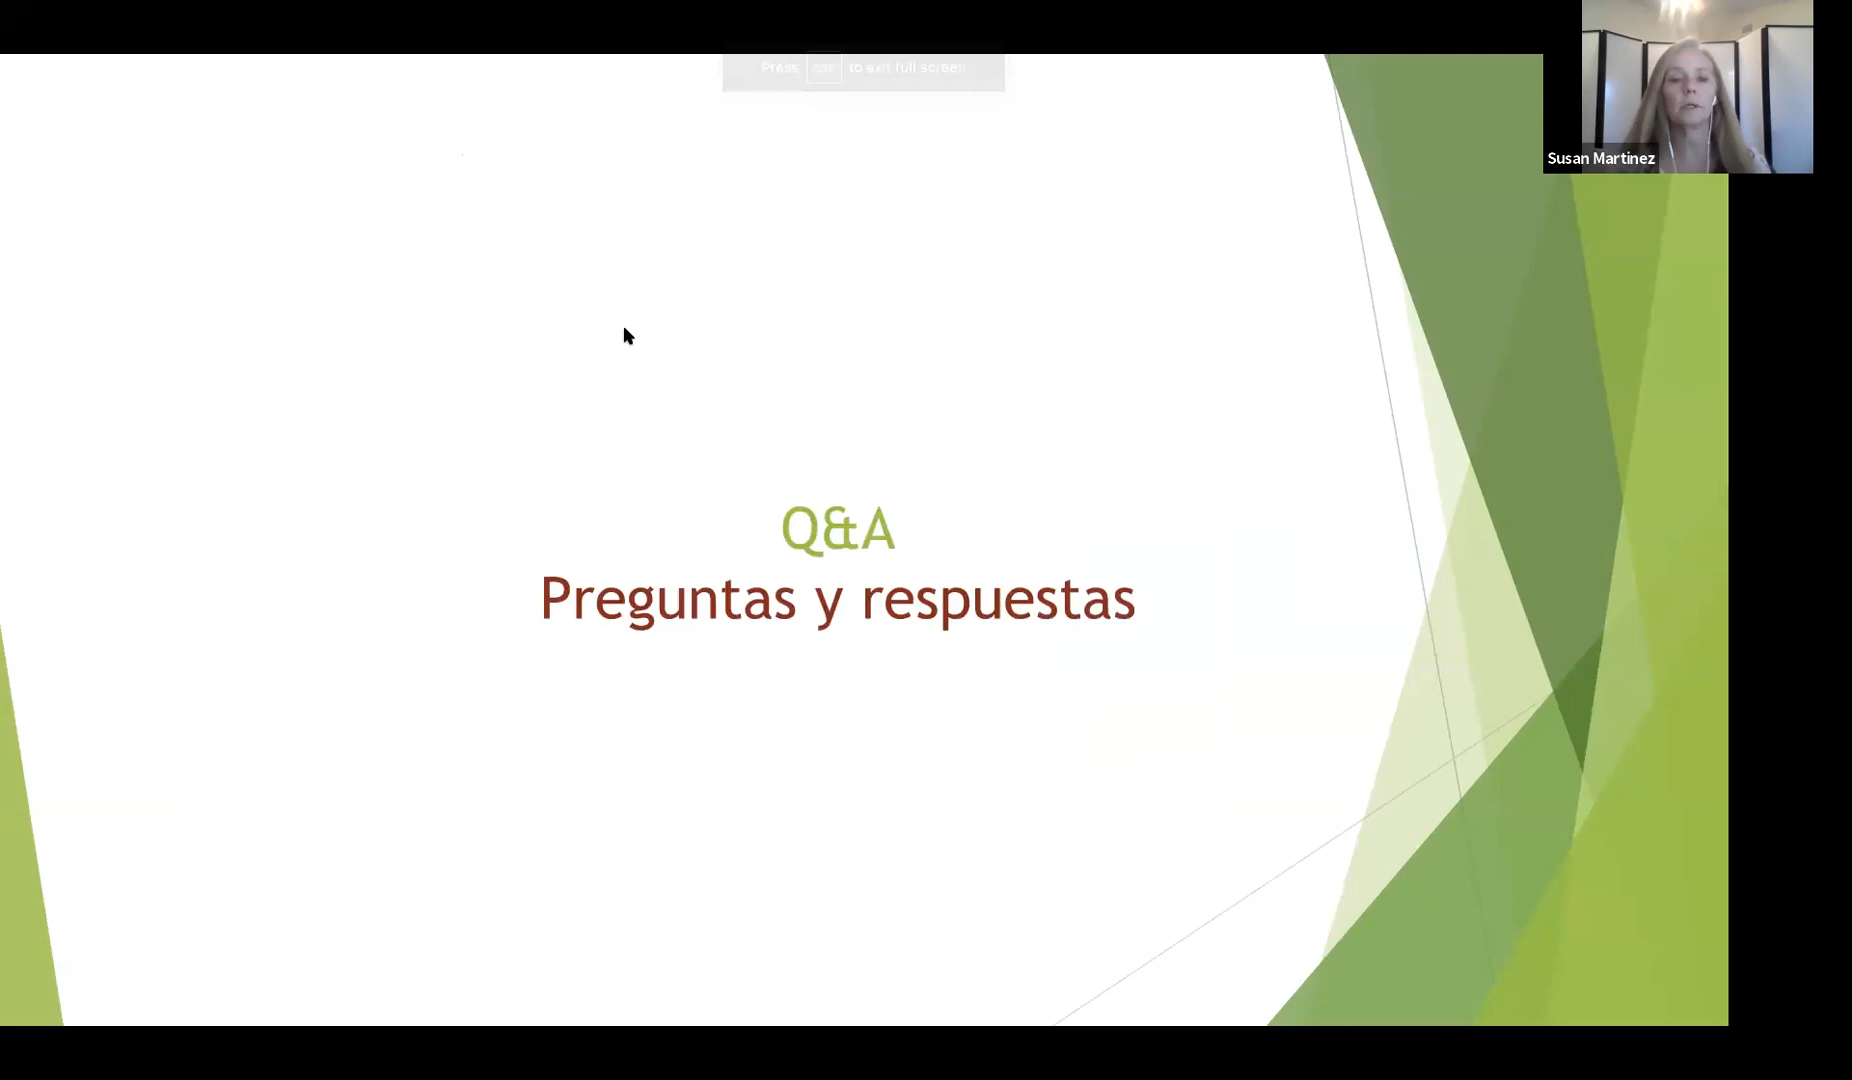 Press esc to exit full screen
Susan Martinez
Q&A
Preguntas y respuestas